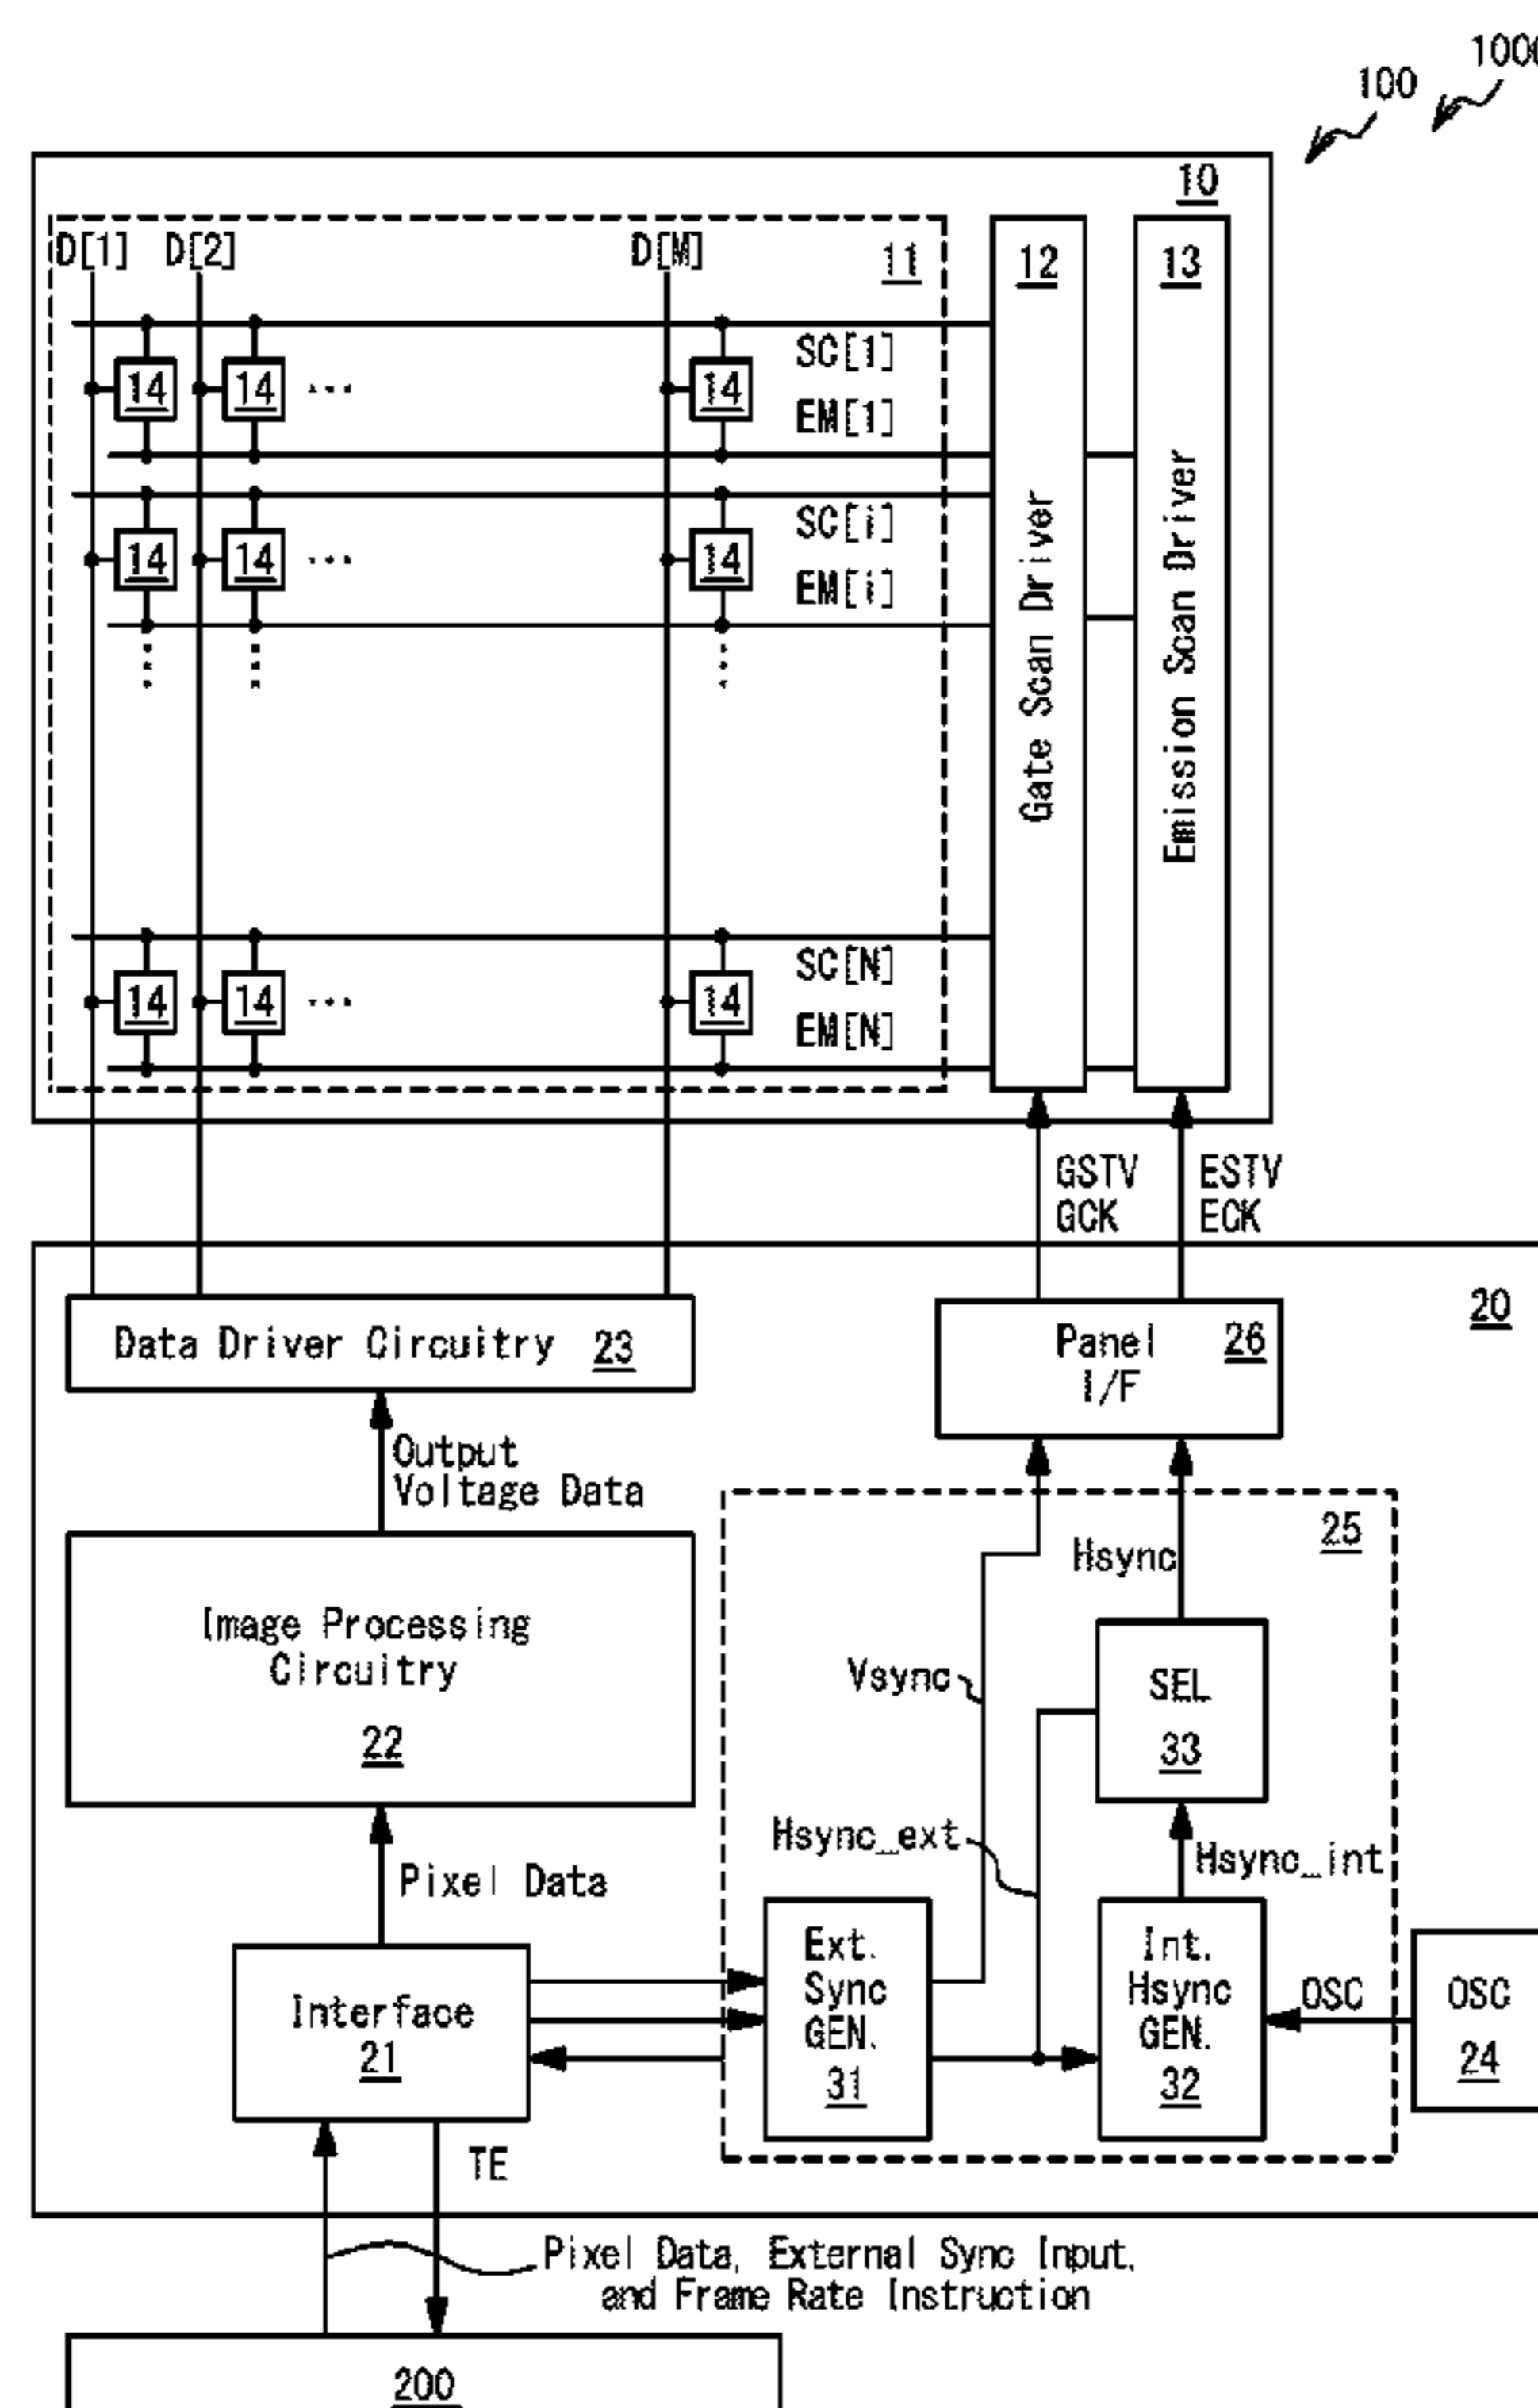 1000
100
10
D[1] D[2] D[M] 11 12 13
SC[1]
14 14 ... 14
EM[1]
SC[i]
14 14 ... 14
EM[i]
Gate Scan Driver
Emission Scan Driver
SC[N]
14 14 ... 14
EM[N]
GSTV ESTV
GCK ECK
20
Data Driver Circuitry 23
Panel 26
I/F
Output
Voltage Data
25
Hsync
Image Processing
Circuitry
22
Vsync
SEL
33
Hsync_ext
Hsync_int
Pixel Data
Interface
21
Ext.
Sync
GEN.
31
Int.
Hsync
GEN.
32
OSC
OSC
24
TE
Pixel Data, External Sync Input,
and Frame Rate Instruction
200